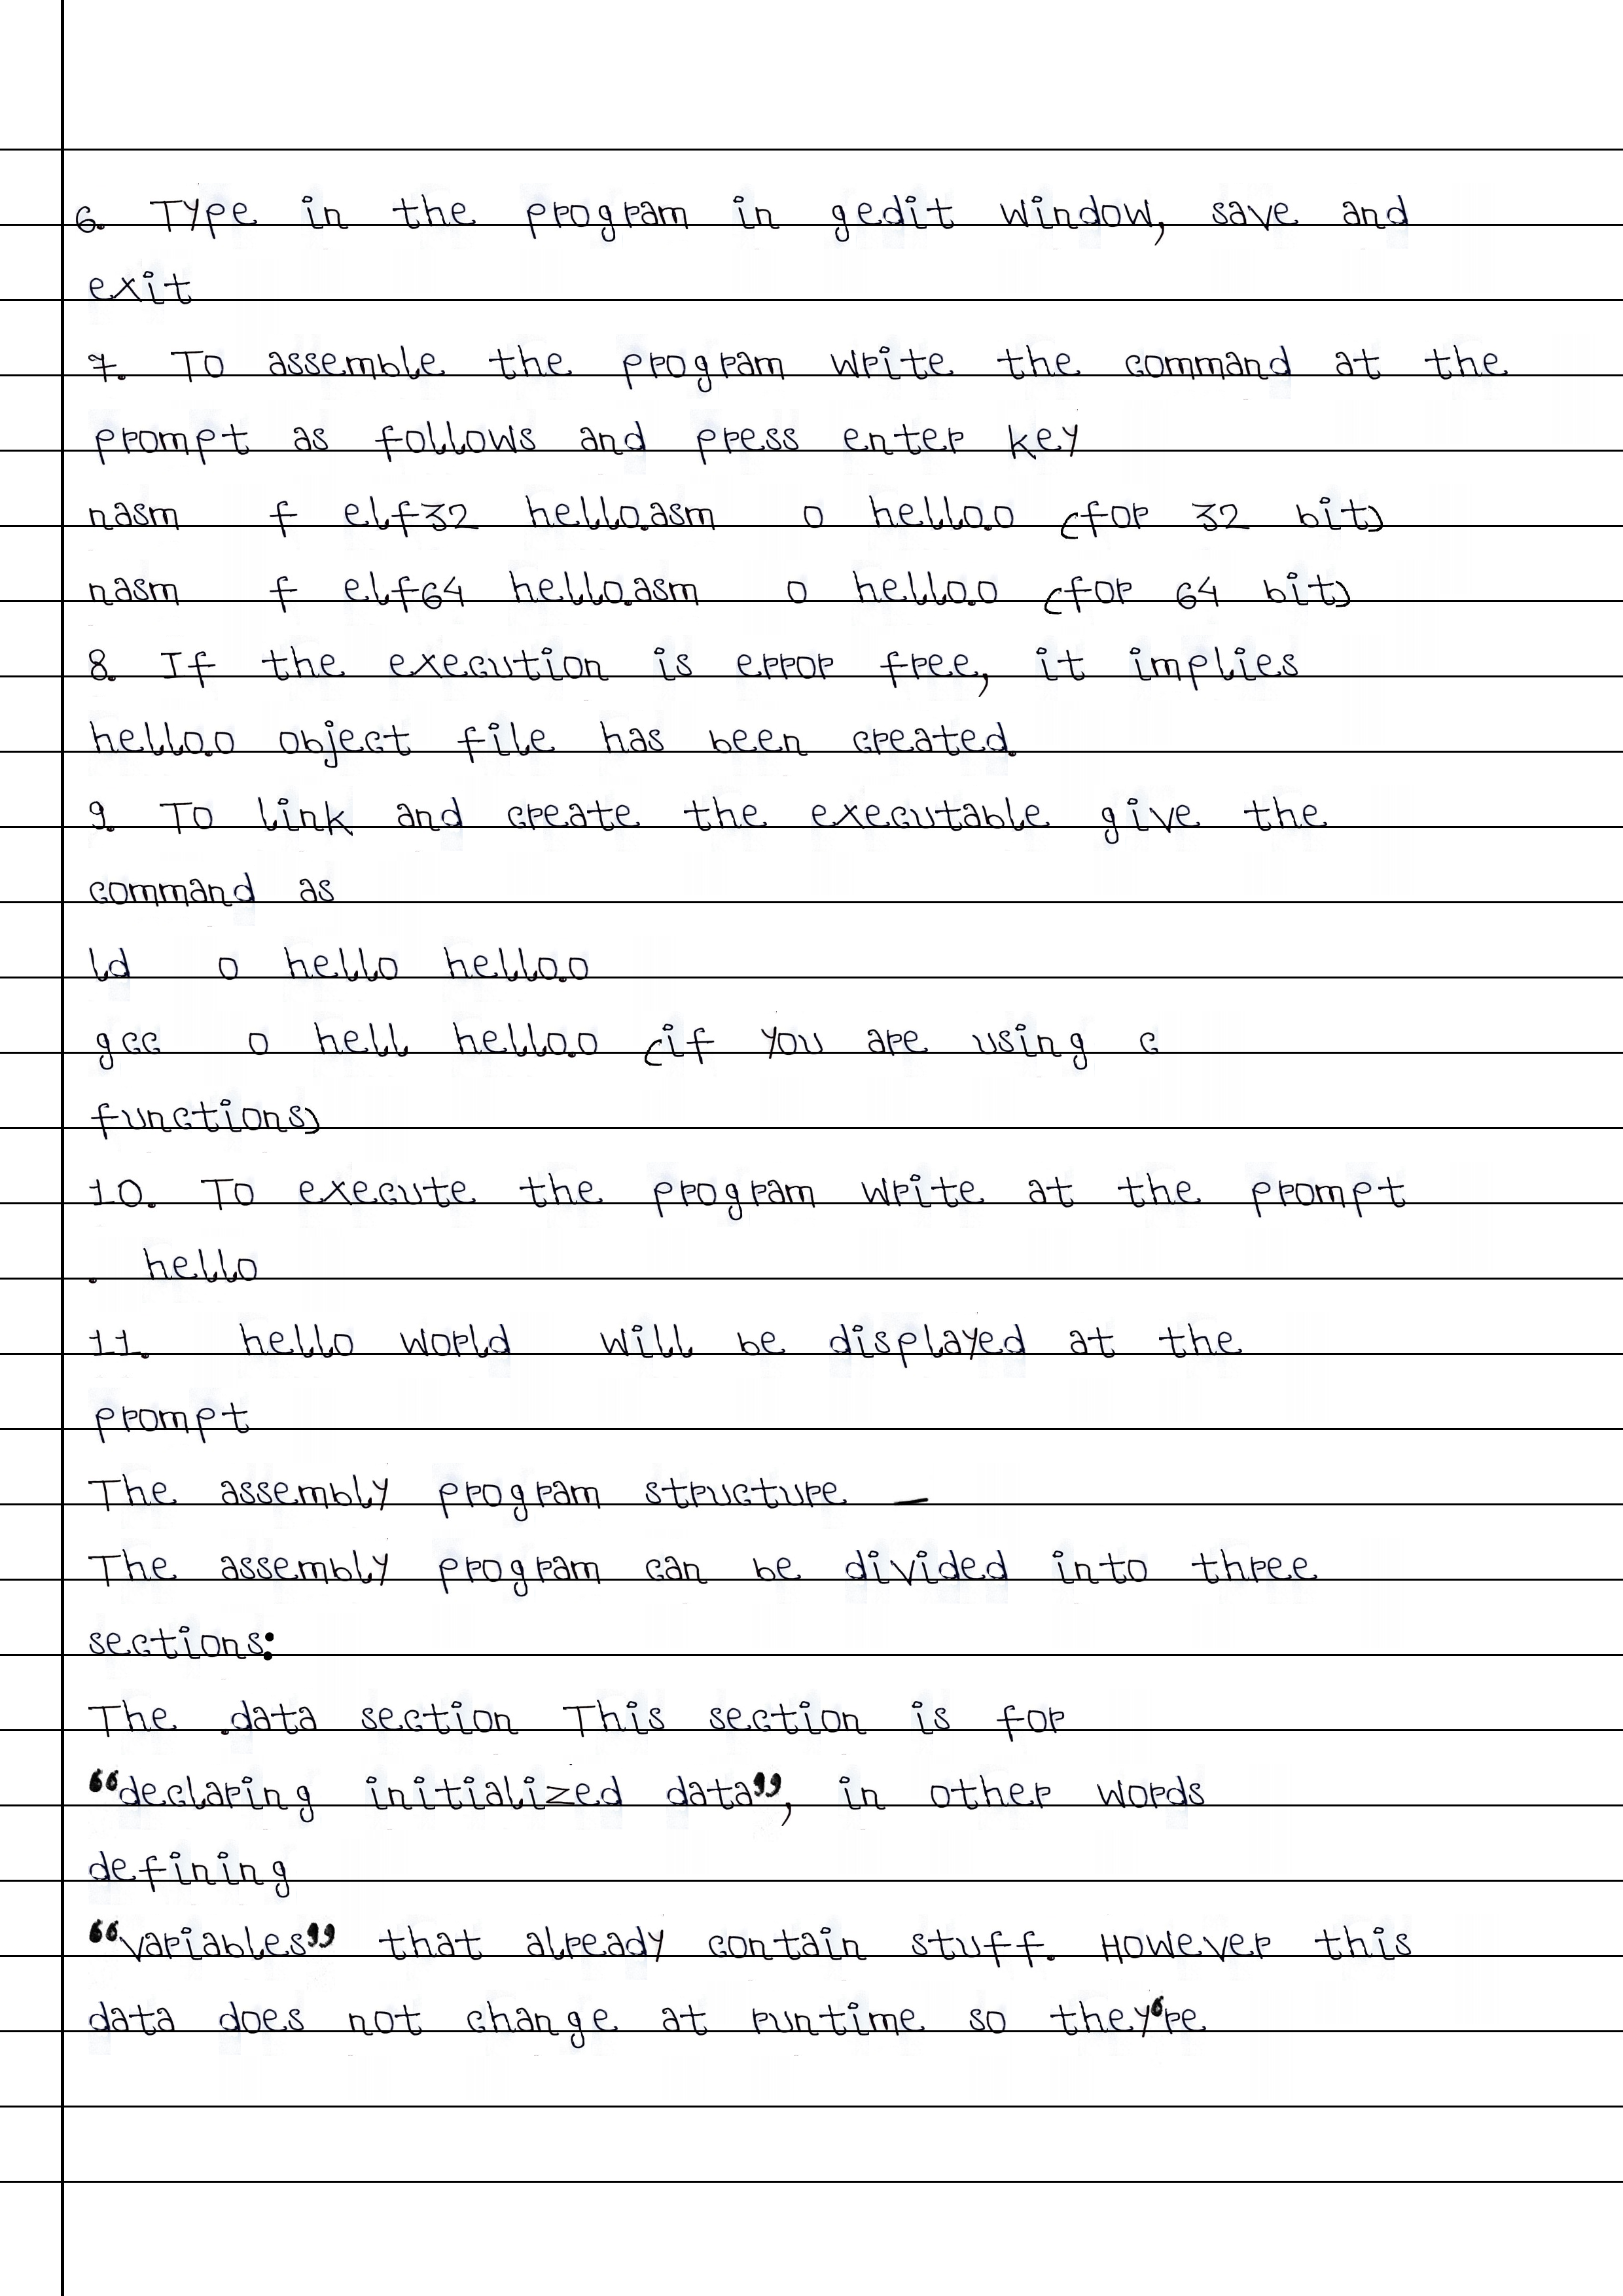 6. Type in the program in gedit window, save and
exit
7. To assemble the program write the command at the
prompt as follows and press enter key
nasm f elf32 hello.asm o hello.o (for 32 bit)
nasm f elf64 hello.asm o hello.o (for 64 bit)
8. If the execution is error free, it implies
hello.o object file has been created.
9. To link and create the executable give the
command as
ld o hello hello.o
gcc o hell hello.o (if you are using c
functions)
10. To execute the program write at the prompt
. hello
11. hello world will be displayed at the
prompt
The assembly program structure –
The assembly program can be divided into three
sections:
The .data section This section is for
“declaring initialized data”, in other words
defining
“variables” that already contain stuff. However this
data does not change at runtime so they‘re